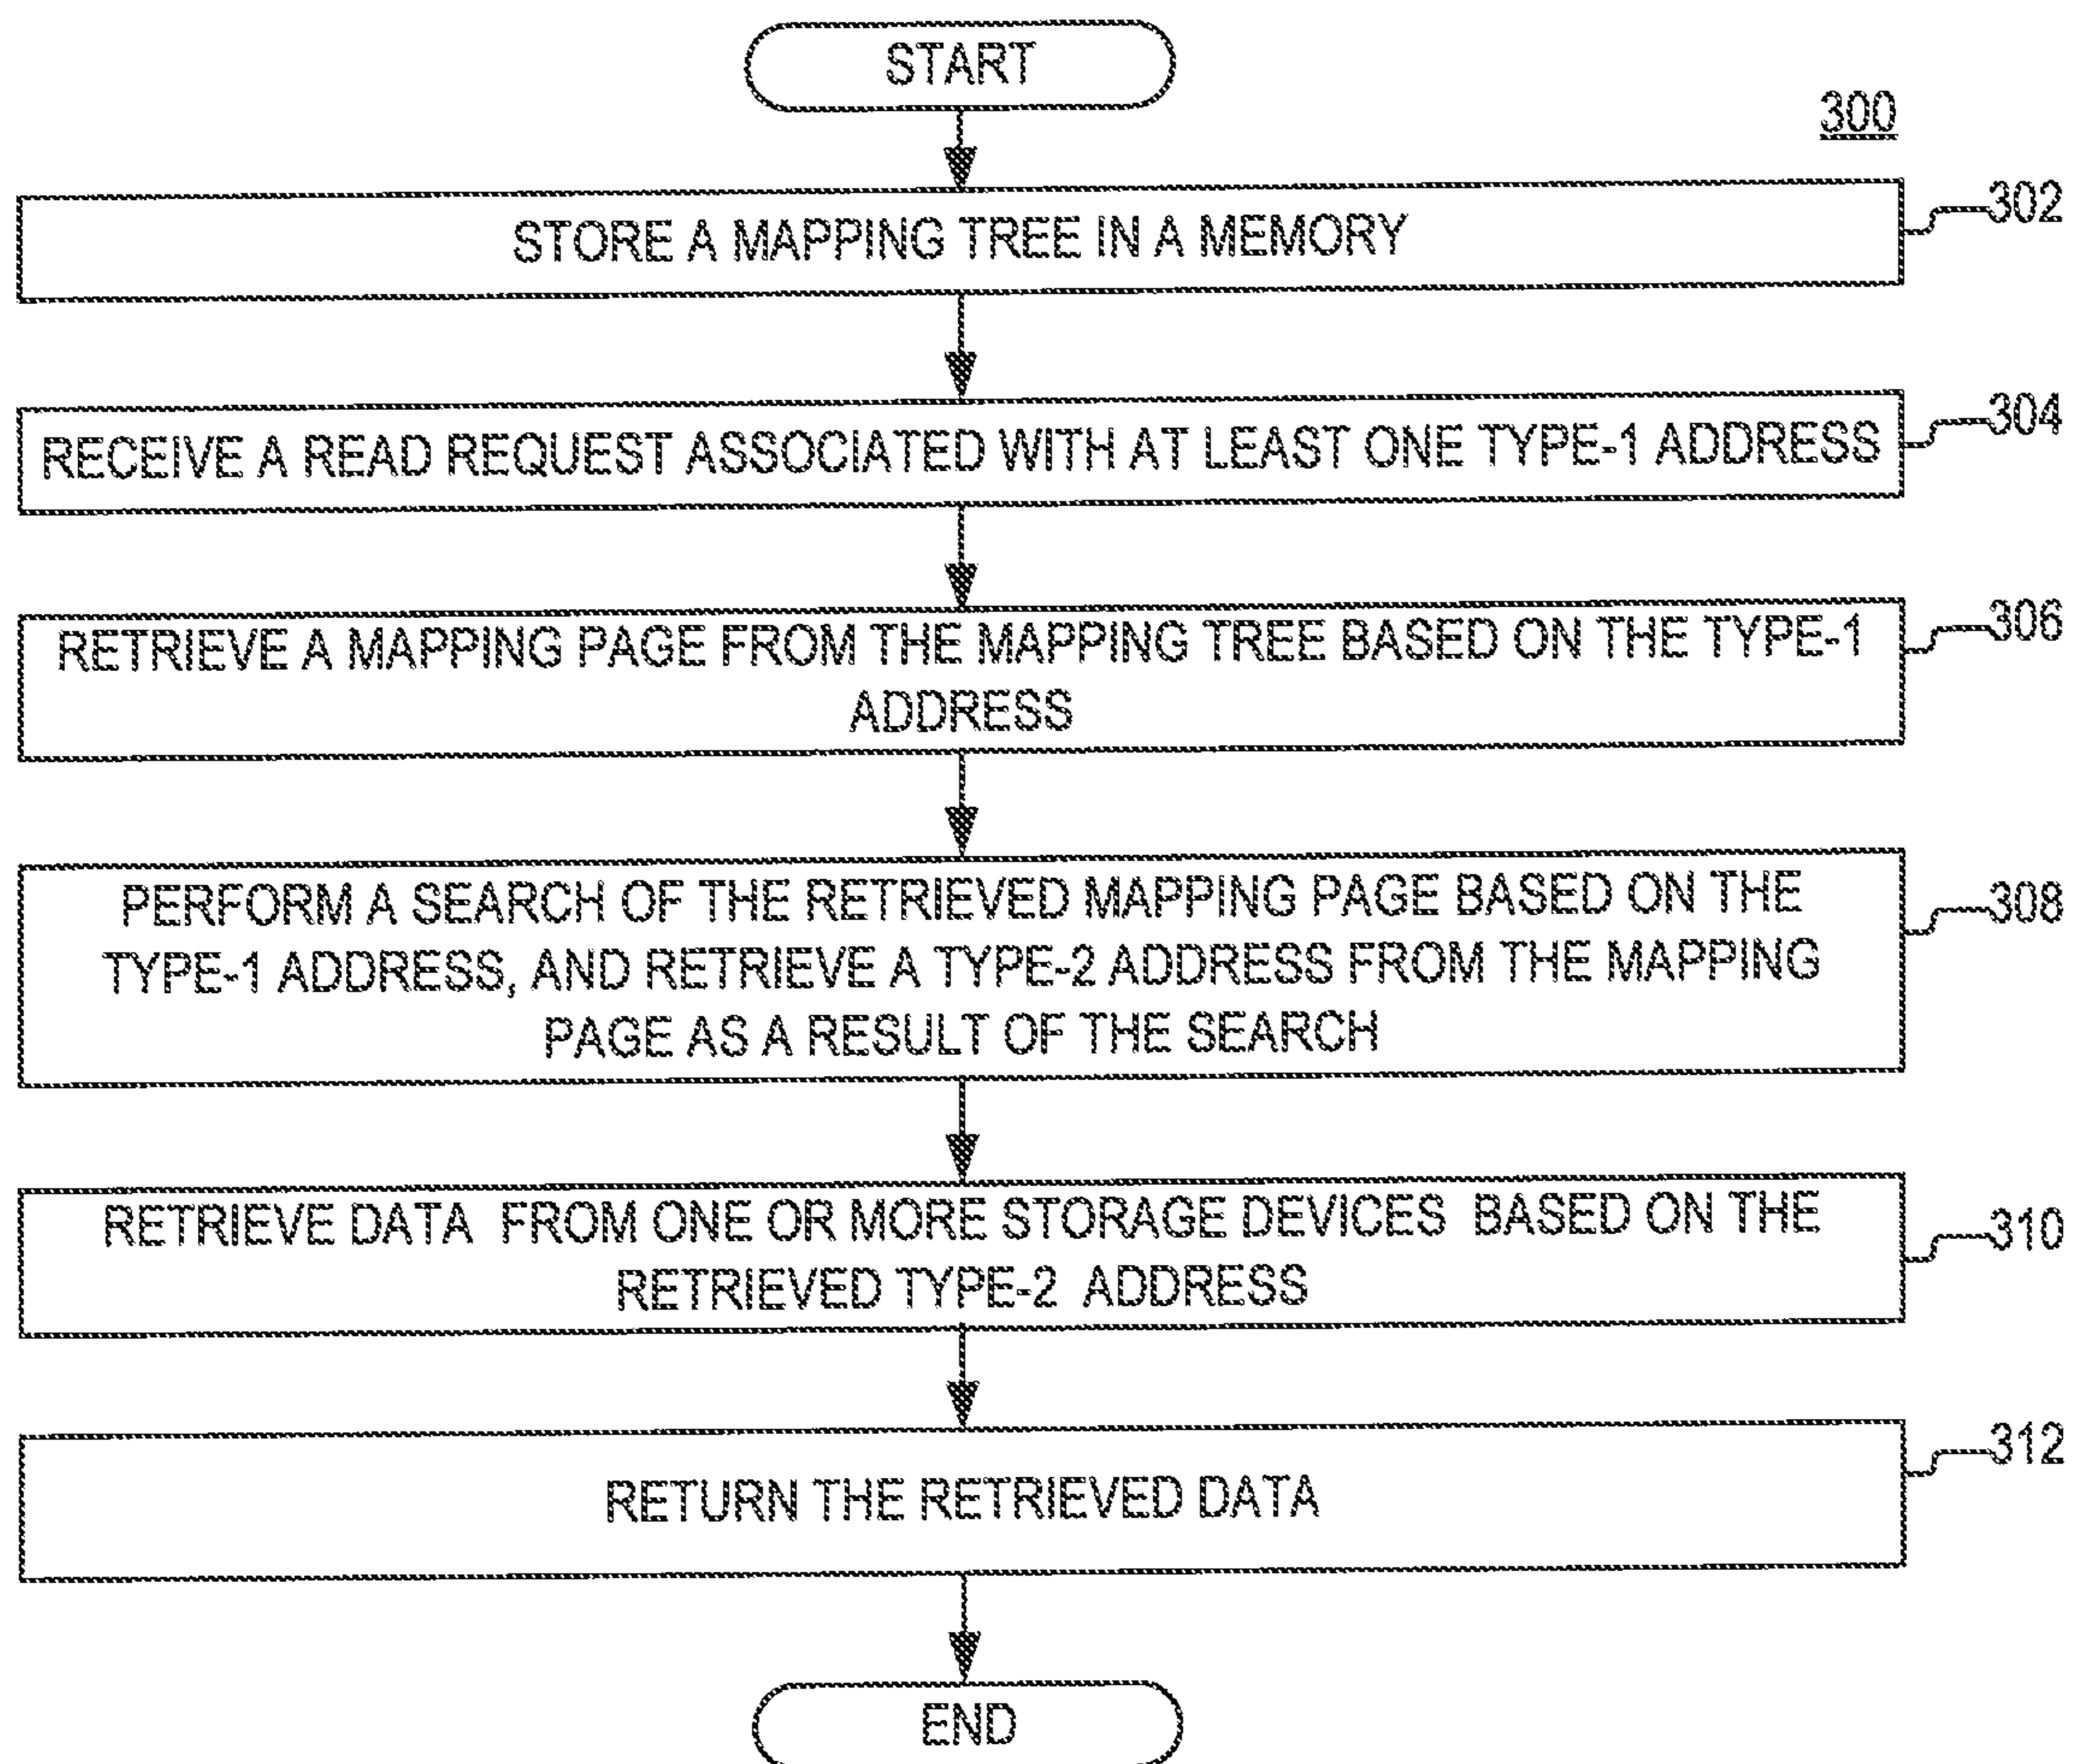 START
300
STORE A MAPPING TREE IN A MEMORY
302
RECEIVE A READ REQUEST ASSOCIATED WITH AT LEAST ONE TYPE-1 ADDRESS
304
RETRIEVE A MAPPING PAGE FROM THE MAPPING TREE BASED ON THE TYPE-1
ADDRESS
306
PERFORM A SEARCH OF THE RETRIEVED MAPPING PAGE BASED ON THE
TYPE-1 ADDRESS, AND RETRIEVE A TYPE-2 ADDRESS FROM THE MAPPING
PAGE AS A RESULT OF THE SEARCH
308
RETRIEVE DATA FROM ONE OR MORE STORAGE DEVICES BASED ON THE
RETRIEVED TYPE-2 ADDRESS
310
RETURN THE RETRIEVED DATA
312
END